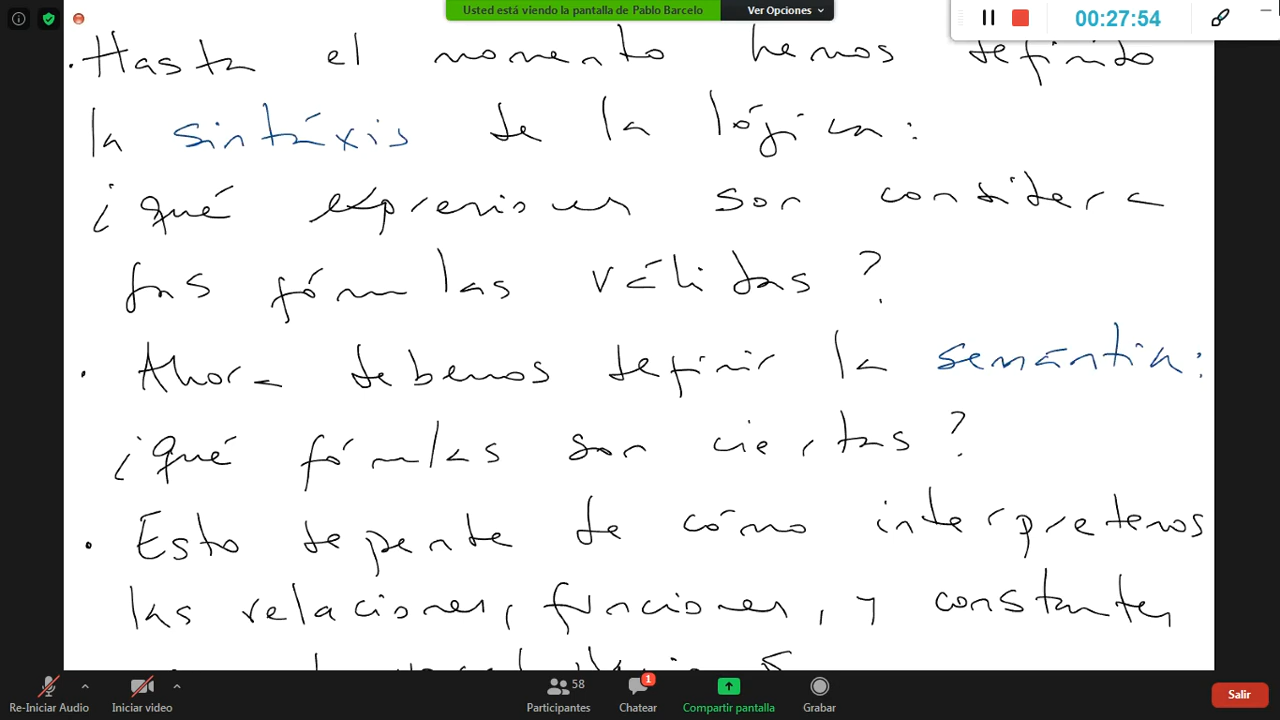 Usted está viendo la pantalla de Pablo Barcelo
Ver Opciones
00:27:54
· Hasta el momento hemos definido
la sintáxis de la lógica:
¿qué expresiones son considera
das fórmulas válidas?
· Ahora debemos definir la semántica:
¿qué fórmulas son ciertas?
· Esto depende de cómo interpretemos
las relaciones, funciones, y constantes
Re-Iniciar Audio
Iniciar video
58
Participantes
1
Chatear
Compartir pantalla
Grabar
Salir